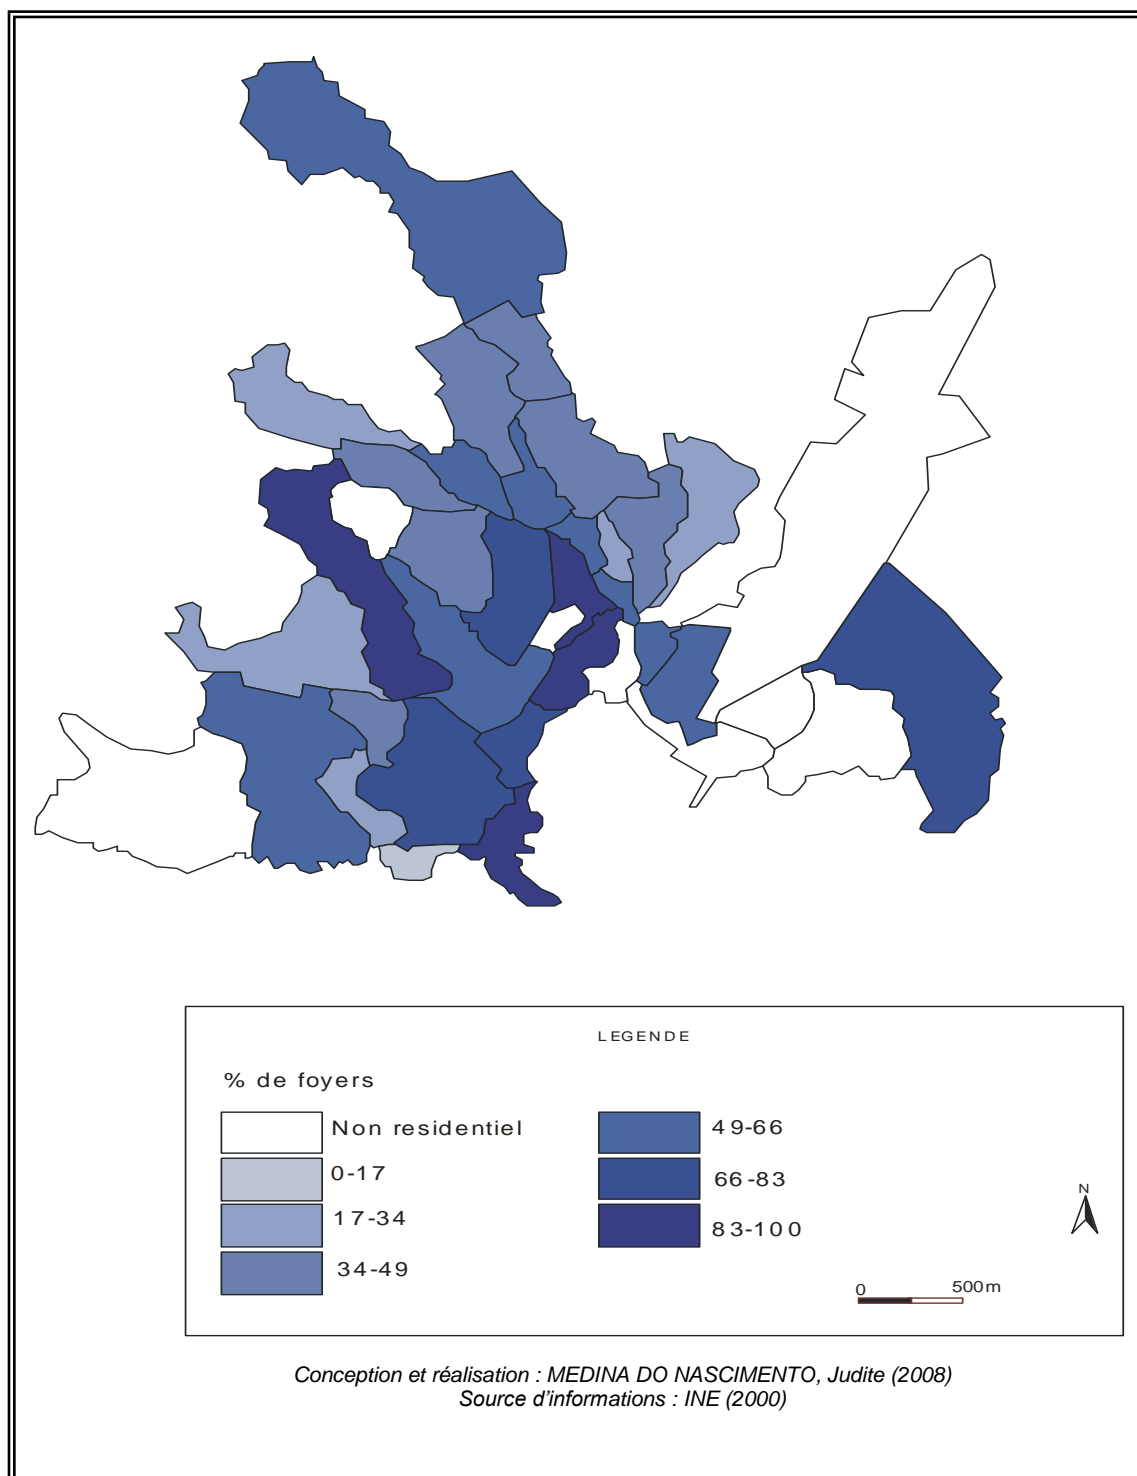 LEGENDE
% de foyers
Non residentiel
0-17
17-34
34-49
49-66
66-83
83-100
N
0 500m
Conception et réalisation : MEDINA DO NASCIMENTO, Judite (2008)
Source d'informations : INE (2000)